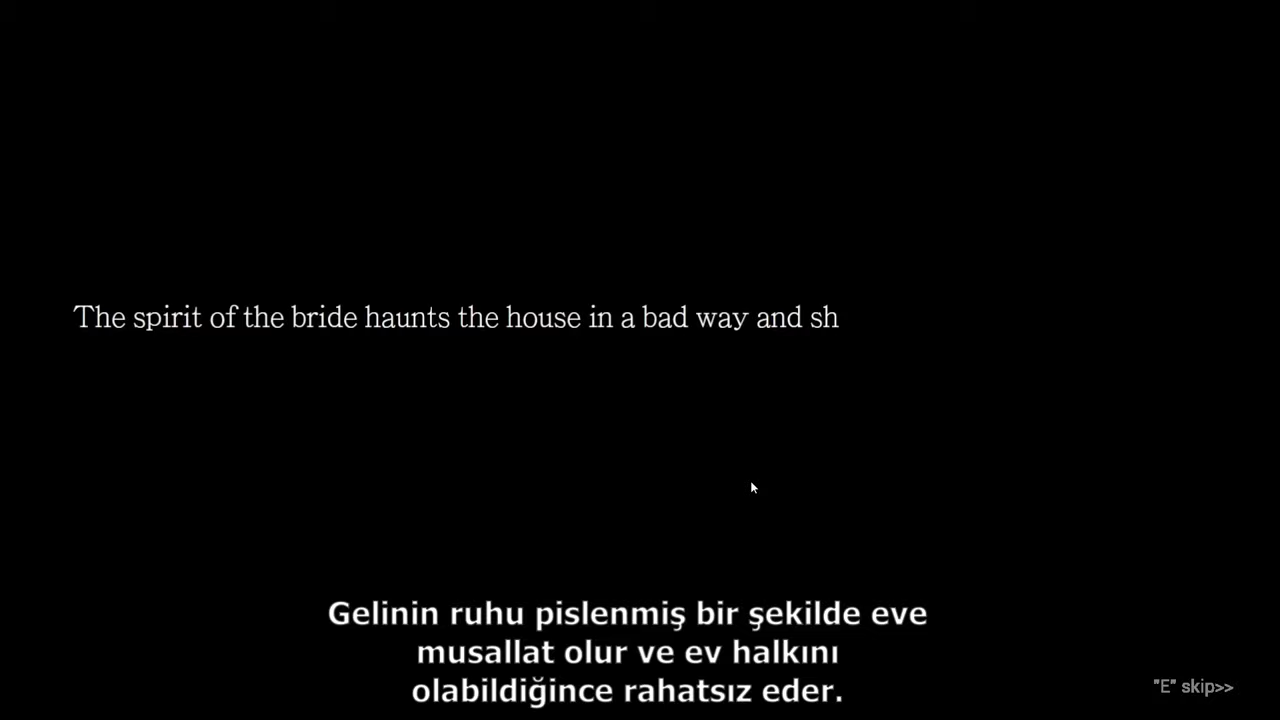 The spirit of the bride haunts the house in a bad way and sh
Gelinin ruhu pislenmiş bir şekilde eve
musallat olur ve ev halkını
olabildiğince rahatsız eder.
"E" skip>>